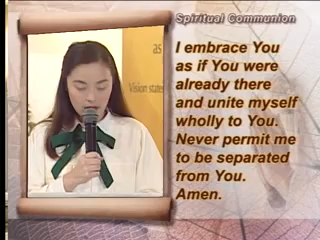 Spiritual Communion
as
Vision state
I embrace You
as if You were
already there
and unite myself
wholly to You.
Never permit me
to be separated
from You.
Amen.